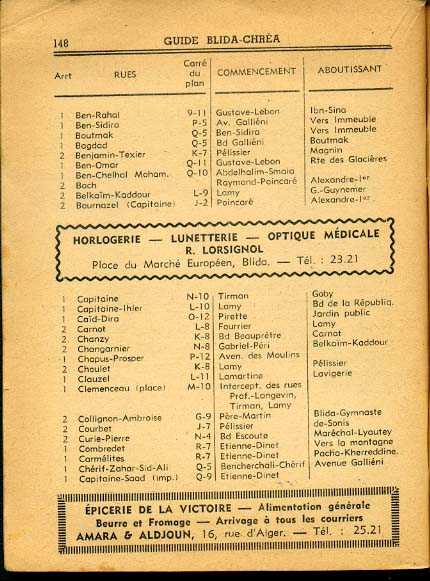 148 GUIDE BLIDA-CHRÉA
Arrt RUES Carré du plan COMMENCEMENT ABOUTISSANT
1 Ben-Rahal 9-11 Gustave-Lebon Ibn-Sina
1 Ben-Sidira P-5 Av. Galliéni Vers Immeuble
1 Boutmak Q-5 Ben-Sidira Vers Immeuble
1 Bagdad Q-5 Bd Galliéni Boutmak
2 Benjamin-Texier K-7 Pélissier Magnin
1 Ben-Omar Q-11 Gustave-Lebon Rte des Glacières
1 Ben-Chelhal Moham. Q-10 Abdelhalim-Smaïa
2 Bach Raymond-Poincaré Alexandre-Ier
2 Belkaïm-Kaddour L-9 Lamy G.-Guynemer
2 Bournazel (Capitaine) J-2 Poincaré Alexandre-Ier
HORLOGERIE — LUNETTERIE — OPTIQUE MÉDICALE
R. LORSIGNOL
Place du Marché Européen, Blida. — Tél. : 23.21
1 Capitaine N-10 Tirman Goby
1 Capitaine-Ihler L-10 Lamy Bd de la Républiq.
1 Caïd-Dira O-12 Pirette Jardin public
2 Carnot L-8 Fourrier Lamy
2 Chanzy K-8 Bd Beauprêtre Carnot
2 Changarnier N-8 Gabriel-Péri Belkaïm-Kaddour
1 Chapus-Prosper P-12 Aven. des Moulins
2 Choulet K-8 Lamy Pélissier
1 Clauzel L-11 Lamartine Lavigerie
1 Clemenceau (place) M-10 Intercept. des rues
Prof.-Langevin,
Tirman, Lamy
2 Collignon-Ambroise G-9 Père-Martin Blida-Gymnaste
2 Courbet J-7 Pélissier de-Sonis
2 Curie-Pierre N-4 Bd Escoute Maréchal-Lyautey
1 Combredet R-7 Etienne-Dinet Vers la montagne
1 Carmélites R-7 Etienne-Dinet Pacha-Kherreddine.
1 Chérif-Zahar-Sid-Ali Q-5 Bencherchali-Chérif Avenue Galliéni
1 Capitaine-Saad (imp.) Q-9 Etienne-Dinet
ÉPICERIE DE LA VICTOIRE — Alimentation générale
Beurre et Fromage — Arrivage à tous les courriers
AMARA & ALDJOUN, 16, rue d'Alger. — Tél. : 25.21